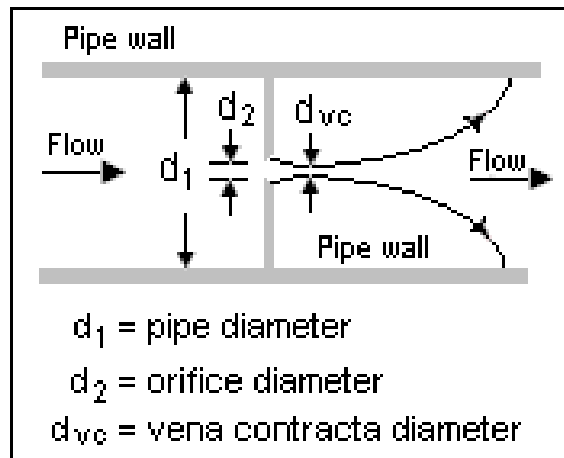 Pipe wall
d2
dvc
Flow
d1
Flow
Pipe wall
d1 = pipe diameter
d2 = orifice diameter
dvc = vena contracta diameter